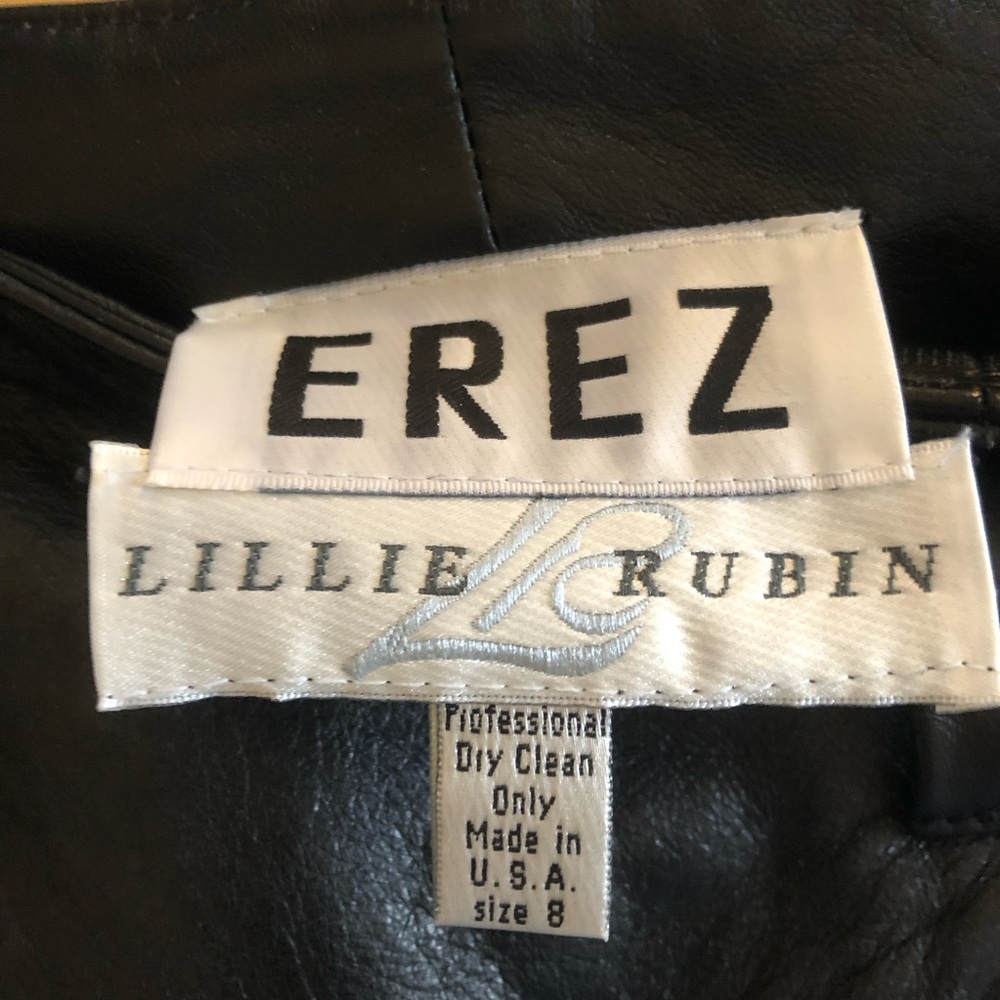 EREZ
LILLIE RUBIN
Professional
Dry Clean
Only
Made in
U.S.A.
size 8